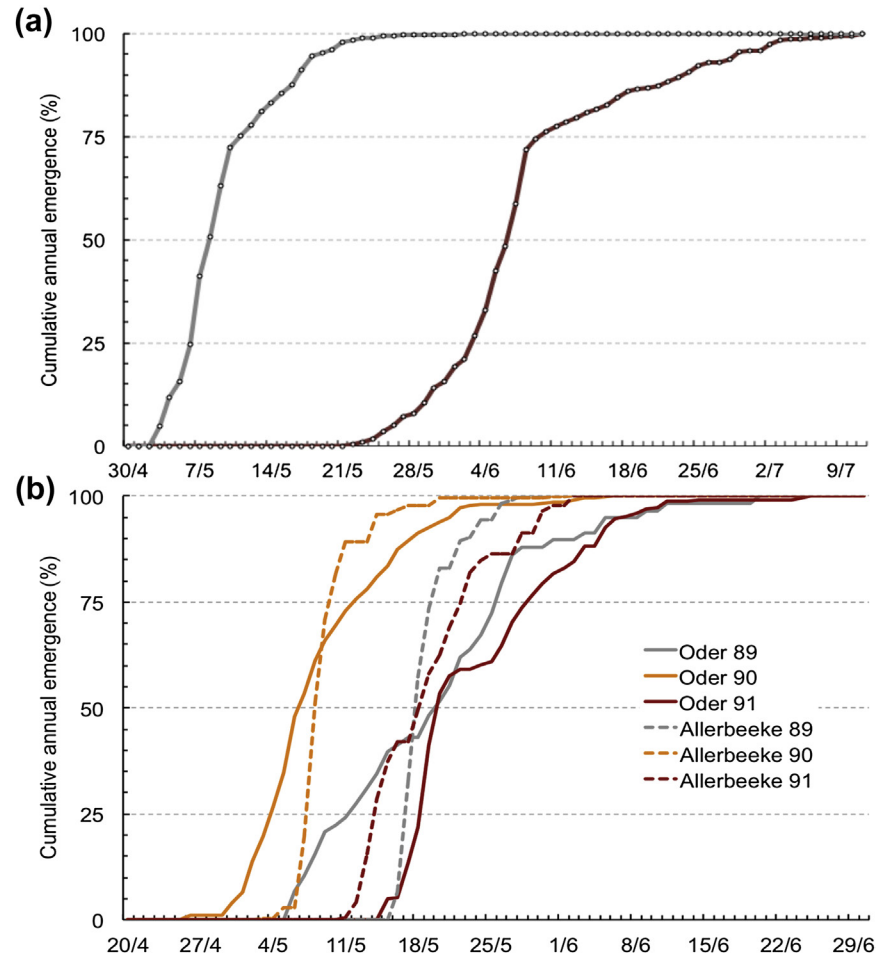 (a)
Cumulative annual emergence (%)
100
75
50
25
0
30/4 7/5 14/5 21/5 28/5 4/6 11/6 18/6 25/6 2/7 9/7
(b)
Cumulative annual emergence (%)
100
75
50
25
0
Oder 89
Oder 90
Oder 91
Allerbeeke 89
Allerbeeke 90
Allerbeeke 91
20/4 27/4 4/5 11/5 18/5 25/5 1/6 8/6 15/6 22/6 29/6